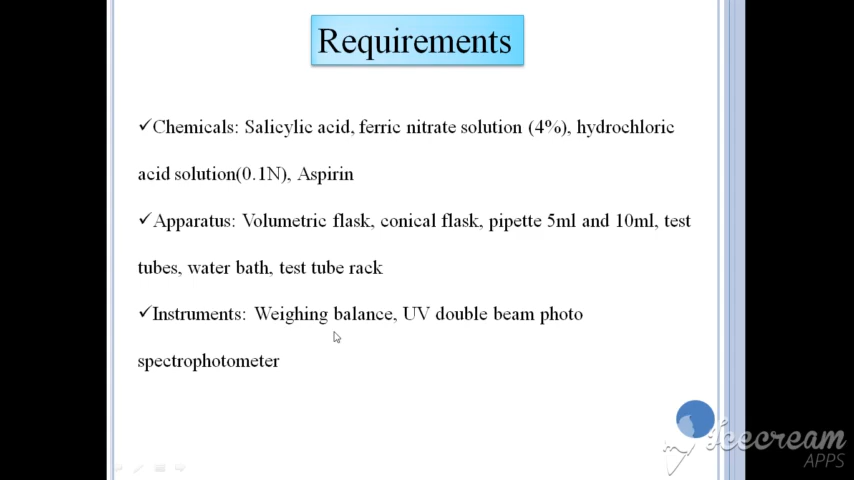 Requirements
✓Chemicals: Salicylic acid, ferric nitrate solution (4%), hydrochloric
acid solution(0.1N), Aspirin
✓Apparatus: Volumetric flask, conical flask, pipette 5ml and 10ml, test
tubes, water bath, test tube rack
✓Instruments: Weighing balance, UV double beam photo
spectrophotometer
Icecream
APPS